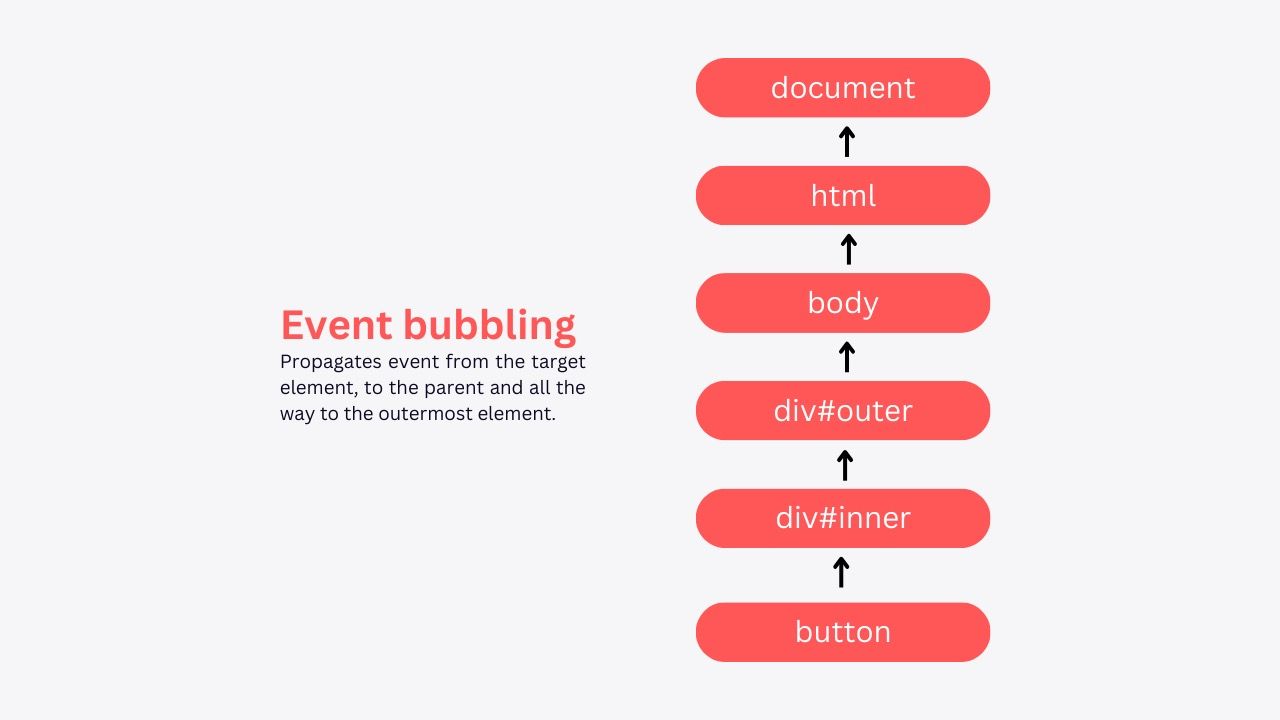 Event bubbling
Propagates event from the target
element, to the parent and all the
way to the outermost element.
document
html
body
div#outer
div#inner
button